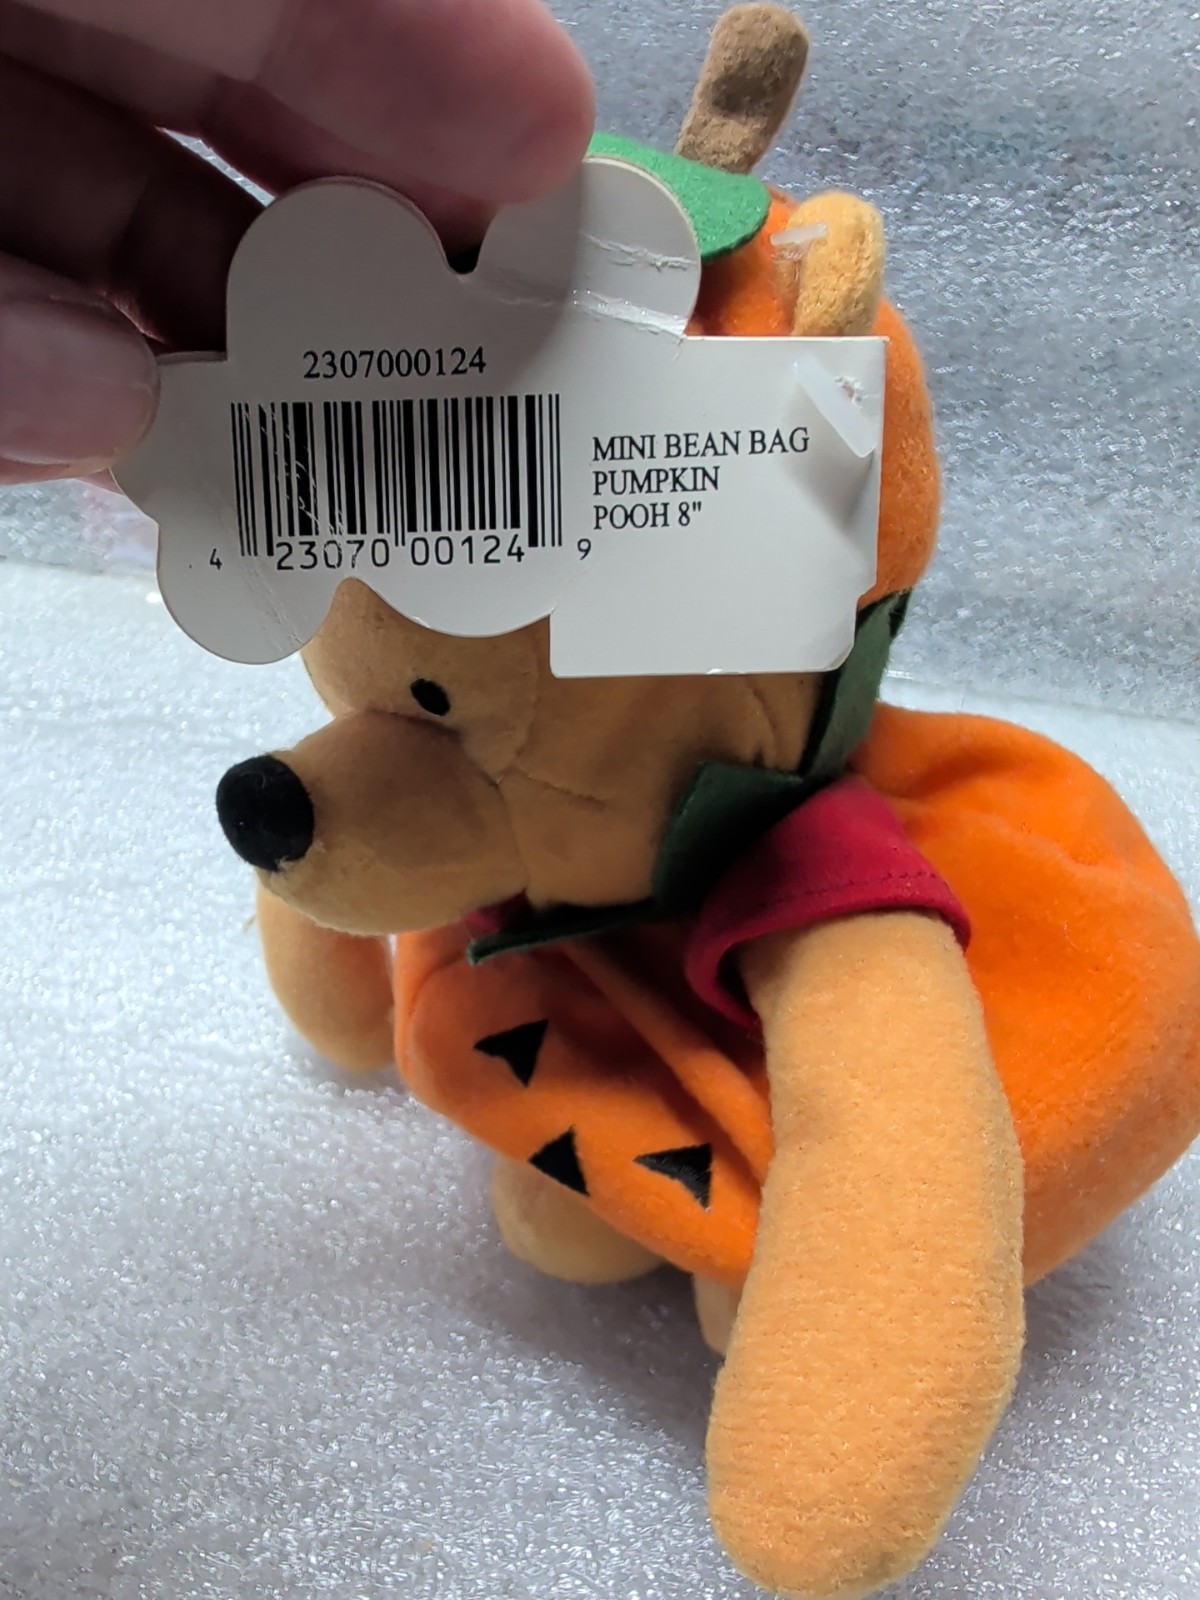 2307000124
MINI BEAN BAG
PUMPKIN
POOH 8"
4 23070 00124 9